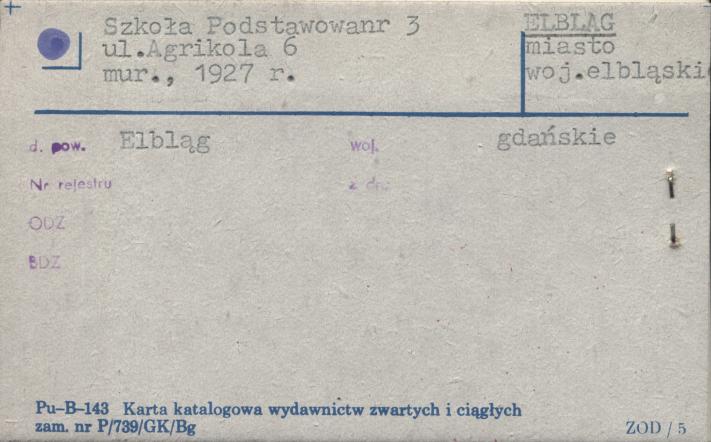 Szkoła Podstawowanr 3
ul.Agrikola 6
mur., 1927 r.
ELBLĄG
miasto
woj.elbląski
d. pow. Elbląg woj. gdańskie
Nr rejestru z dn.
ODZ
BDZ
Pu–B–143 Karta katalogowa wydawnictw zwartych i ciągłych
zam. nr P/739/GK/Bg
ZOD / 5